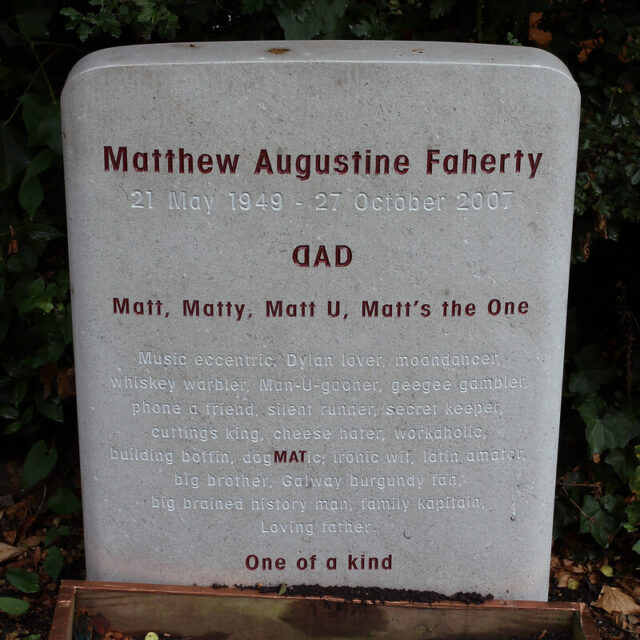 Matthew Augustine Faherty
21 May 1949 - 27 October 2007
DAD
Matt, Matty, Matt U, Matt's the One
Music eccentric, Dylan lover, moondancer,
whiskey warbler, Man-U-gooner, geegee gambler,
phone a friend, silent runner, secret keeper,
cuttings king, cheese hater, workaholic,
building boffin, dogMATic, ironic wit, latin amator,
big brother, Galway burgundy fan,
big brained history man, family kapitain,
Loving father.
One of a kind